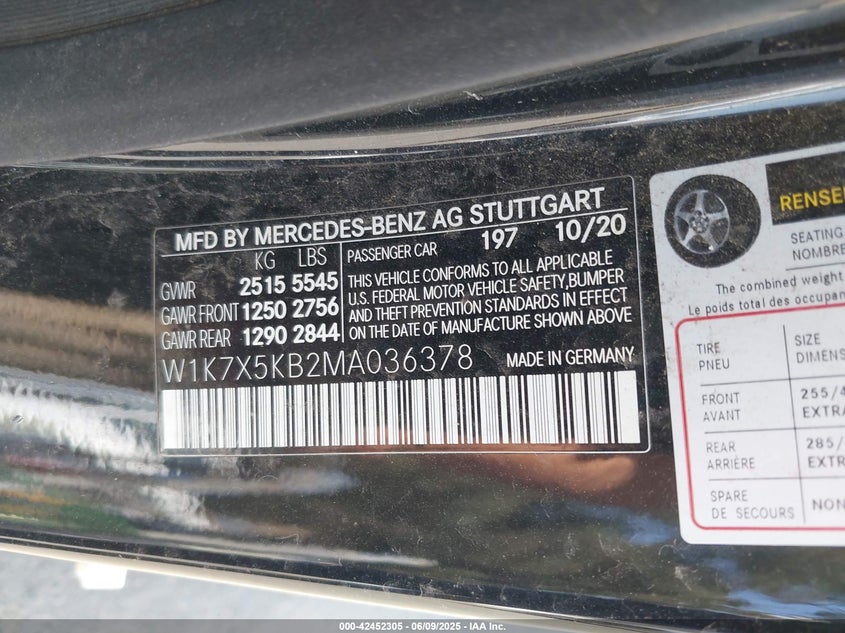 MFD BY MERCEDES-BENZ AG STUTTGART
KG LBS
GVWR 2515 5545
GAWR FRONT 1250 2756
GAWR REAR 1290 2844
PASSENGER CAR 197 10/20
THIS VEHICLE CONFORMS TO ALL APPLICABLE
U.S. FEDERAL MOTOR VEHICLE SAFETY, BUMPER
AND THEFT PREVENTION STANDARDS IN EFFECT
ON THE DATE OF MANUFACTURE SHOWN ABOVE
W1K7X5KB2MA036378 MADE IN GERMANY
SEATING
NOMBRE
The combined weight
Le poids total des occupan
TIRE
PNEU
SIZE
DIMENS
FRONT
AVANT
255/4
EXTRA
REAR
ARRIÈRE
285/
EXTR
SPARE
DE SECOURS
NON
000-42452305 - 06/09/2025 - IAA Inc.